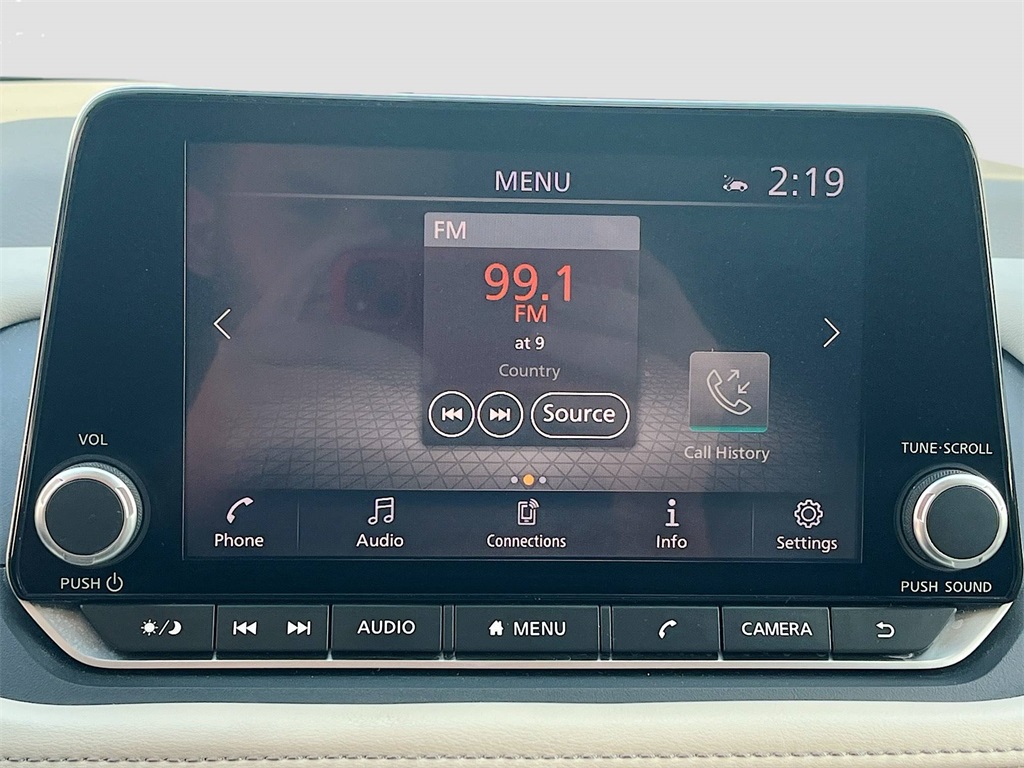 MENU
2:19
FM
99.1
FM
at 9
Country
Source
Call History
VOL
TUNE·SCROLL
Phone
Audio
Connections
Info
Settings
PUSH
PUSH SOUND
AUDIO
MENU
CAMERA